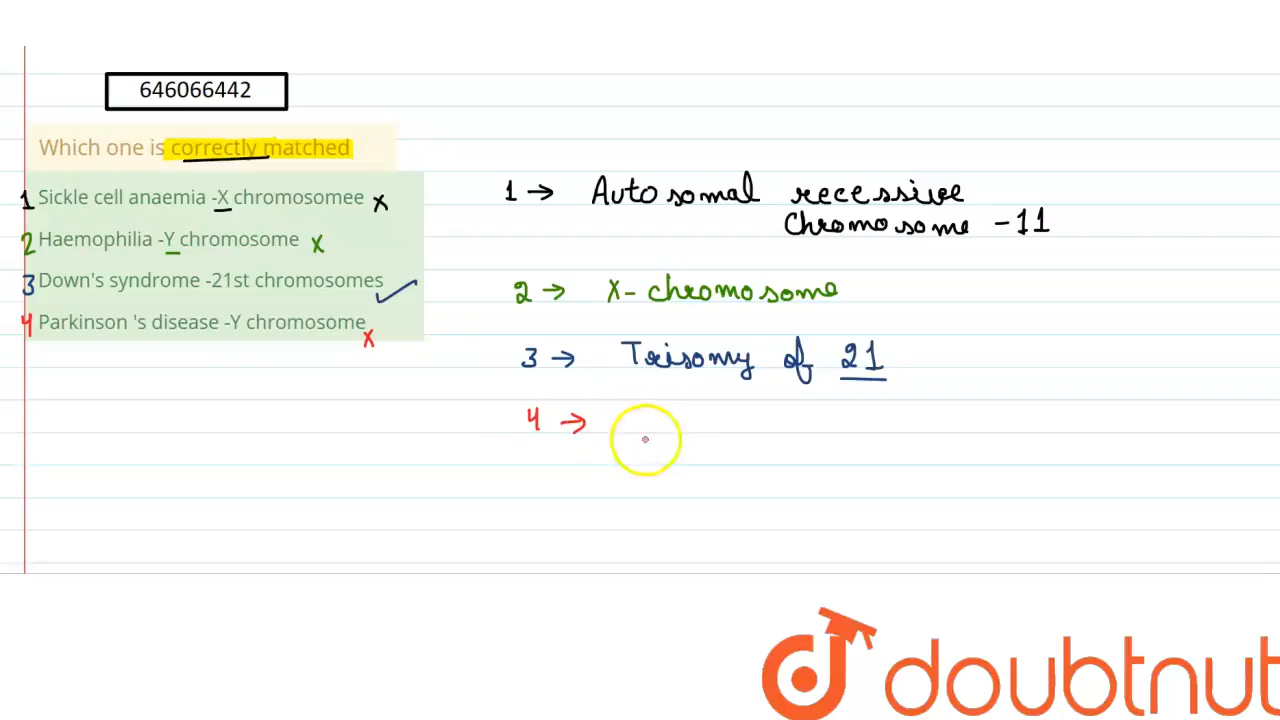 646066442
Which one is correctly matched
1 Sickle cell anaemia -X chromosomee x
2 Haemophilia -Y chromosome x
3 Down's syndrome -21st chromosomes ✓
4 Parkinson 's disease -Y chromosome x
1 → Autosomal recessive
Chromosome - 11
2 → X- chromosome
3 → Trisomy of 21
4 →
doubtnut